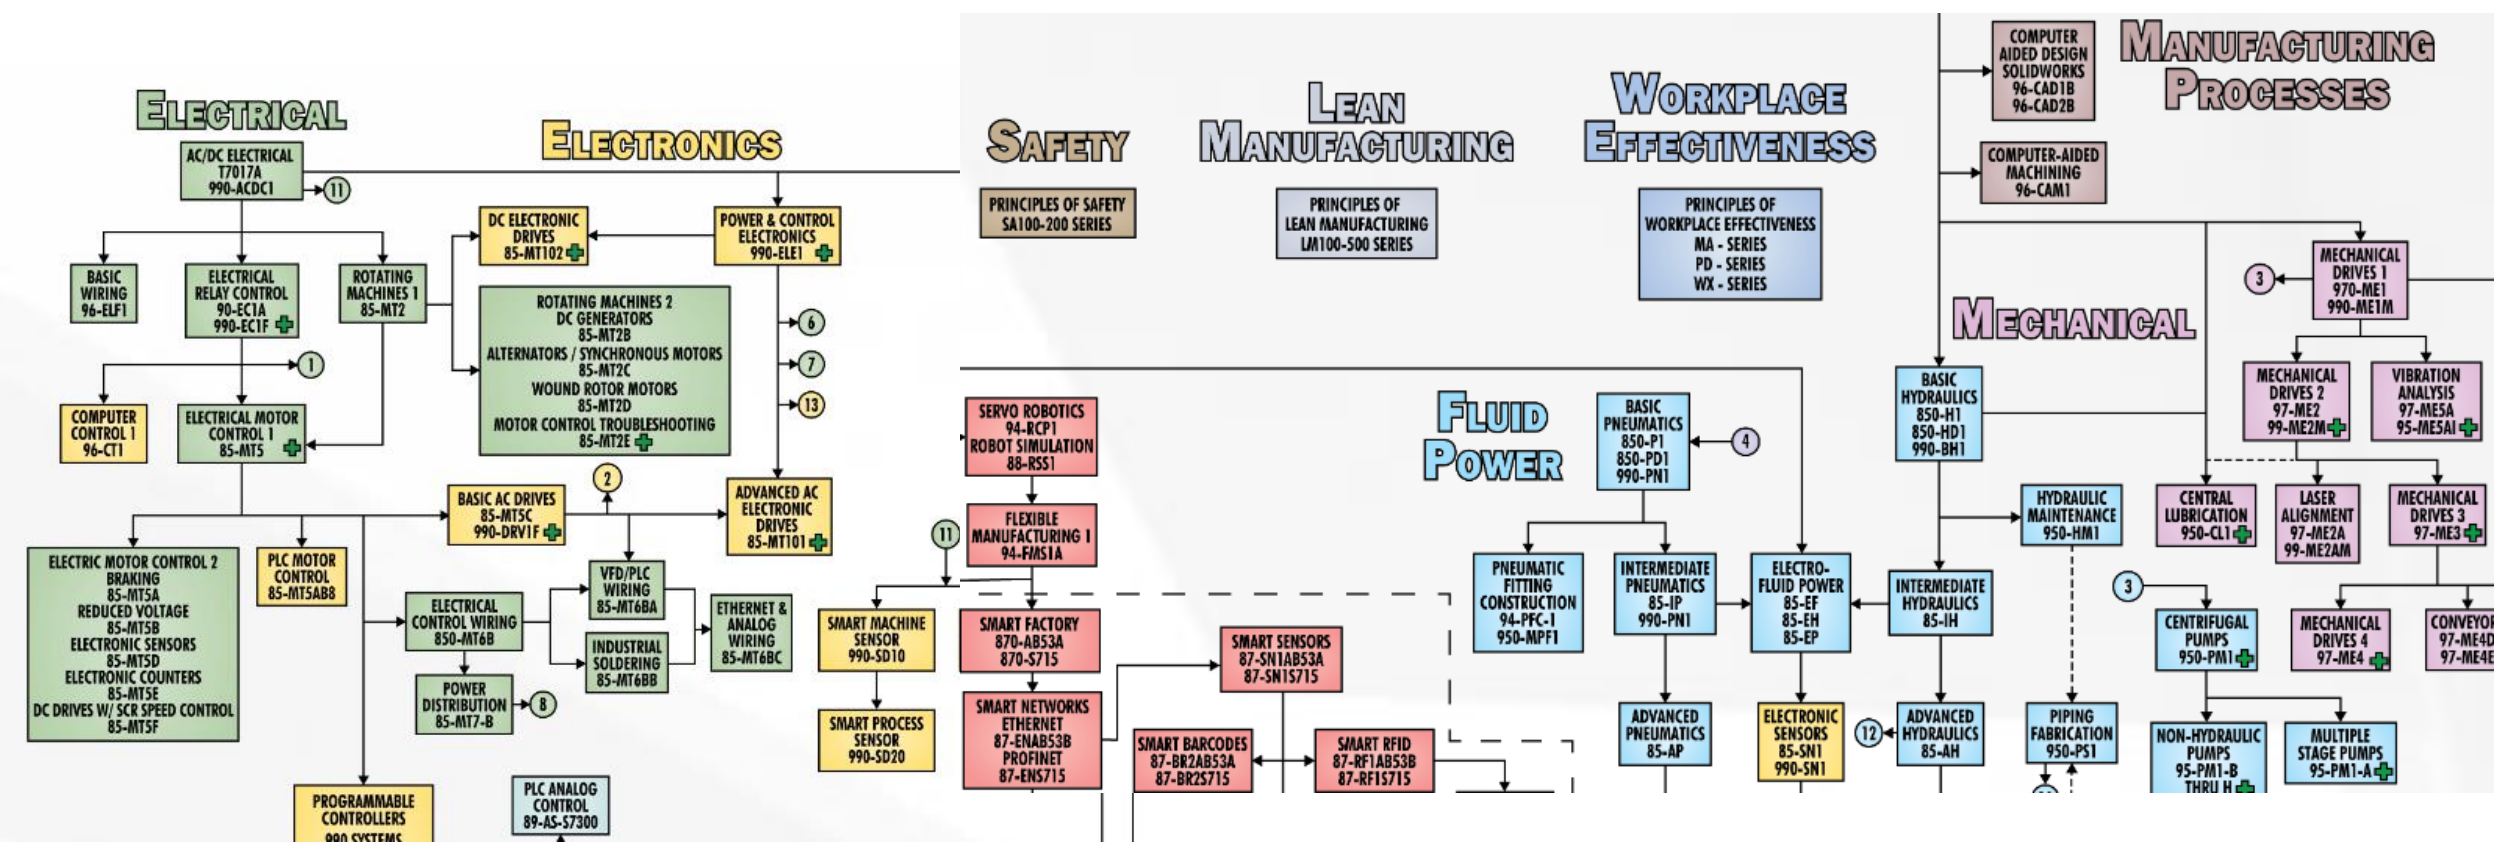 ELECTRICAL
AC/DC ELECTRICAL
T7017A
990-ACDC1
11
BASIC
WIRING
96-ELF1
ELECTRICAL
RELAY CONTROL
90-EC1A
990-EC1F
ROTATING
MACHINES 1
85-MT2
1
COMPUTER
CONTROL 1
96-CT1
ELECTRICAL MOTOR
CONTROL 1
85-MT5
ELECTRONICS
DC ELECTRONIC
DRIVES
85-MT102
POWER & CONTROL
ELECTRONICS
990-ELE1
ROTATING MACHINES 2
DC GENERATORS
85-MT2B
ALTERNATORS / SYNCHRONOUS MOTORS
85-MT2C
WOUND ROTOR MOTORS
85-MT2D
MOTOR CONTROL TROUBLESHOOTING
85-MT2E
6
7
13
2
BASIC AC DRIVES
85-MT5C
990-DRV1F
ADVANCED AC
ELECTRONIC
DRIVES
85-MT101
ELECTRIC MOTOR CONTROL 2
BRAKING
85-MT5A
REDUCED VOLTAGE
85-MT5B
ELECTRONIC SENSORS
85-MT5D
ELECTRONIC COUNTERS
85-MT5E
DC DRIVES W/ SCR SPEED CONTROL
85-MT5F
PLC MOTOR
CONTROL
85-MT5AB8
ELECTRICAL
CONTROL WIRING
850-MT6B
VFD/PLC
WIRING
85-MT6BA
INDUSTRIAL
SOLDERING
85-MT6BB
ETHERNET &
ANALOG
WIRING
85-MT6BC
POWER
DISTRIBUTION
85-MT7-B
8
PROGRAMMABLE
CONTROLLERS
990 SYSTEMS
PLC ANALOG
CONTROL
89-AS-S7300
11
SMART MACHINE
SENSOR
990-SD10
SMART PROCESS
SENSOR
990-SD20
SAFETY
PRINCIPLES OF SAFETY
SA100-200 SERIES
LEAN
MANUFACTURING
PRINCIPLES OF
LEAN MANUFACTURING
LM100-500 SERIES
WORKPLACE
EFFECTIVENESS
PRINCIPLES OF
WORKPLACE EFFECTIVENESS
MA - SERIES
PD - SERIES
WX - SERIES
SERVO ROBOTICS
94-RCP1
ROBOT SIMULATION
88-RSS1
FLEXIBLE
MANUFACTURING 1
94-FMS1A
SMART FACTORY
870-AB53A
870-S715
SMART NETWORKS
ETHERNET
87-ENAB53B
PROFINET
87-ENS715
SMART SENSORS
87-SN1AB53A
87-SN1S715
SMART BARCODES
87-BR2AB53A
87-BR2S715
SMART RFID
87-RF1AB53B
87-RF1S715
FLUID
POWER
BASIC
PNEUMATICS
850-P1
850-PD1
990-PN1
4
PNEUMATIC
FITTING
CONSTRUCTION
94-PFC-1
950-MPF1
INTERMEDIATE
PNEUMATICS
85-IP
990-PN1
ELECTRO-
FLUID POWER
85-EF
85-EH
85-EP
INTERMEDIATE
HYDRAULICS
85-IH
ADVANCED
PNEUMATICS
85-AP
ELECTRONIC
SENSORS
85-SN1
990-SN1
12
ADVANCED
HYDRAULICS
85-AH
BASIC
HYDRAULICS
850-H1
850-HD1
990-BH1
HYDRAULIC
MAINTENANCE
950-HM1
PIPING
FABRICATION
950-PS1
MANUFACTURING
PROCESSES
COMPUTER
AIDED DESIGN
SOLIDWORKS
96-CAD1B
96-CAD2B
COMPUTER-AIDED
MACHINING
96-CAM1
MECHANICAL
3
MECHANICAL
DRIVES 1
970-ME1
990-ME1M
MECHANICAL
DRIVES 2
97-ME2
99-ME2M
VIBRATION
ANALYSIS
97-ME5A
95-ME5AI
CENTRAL
LUBRICATION
950-CL1
LASER
ALIGNMENT
97-ME2A
99-ME2AM
MECHANICAL
DRIVES 3
97-ME3
3
CENTRIFUGAL
PUMPS
950-PM1
MECHANICAL
DRIVES 4
97-ME4
CONVEYOR
97-ME4D
97-ME4E
NON-HYDRAULIC
PUMPS
95-PM1-B
THRU H
MULTIPLE
STAGE PUMPS
95-PM1-A